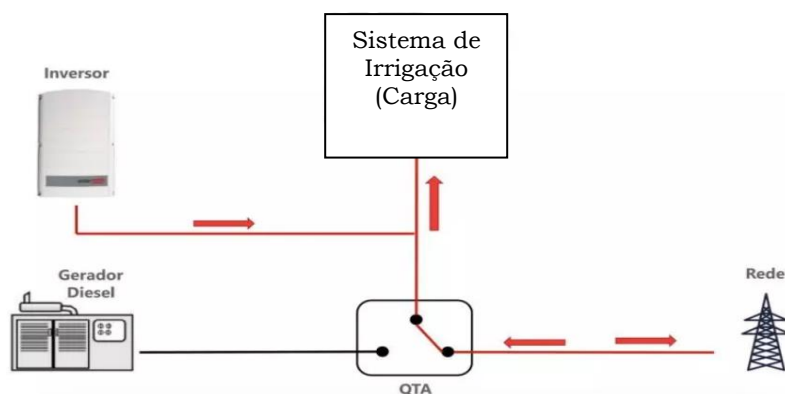 Sistema de
Irrigação
(Carga)
Inversor
Gerador
Diesel
Rede
QTA